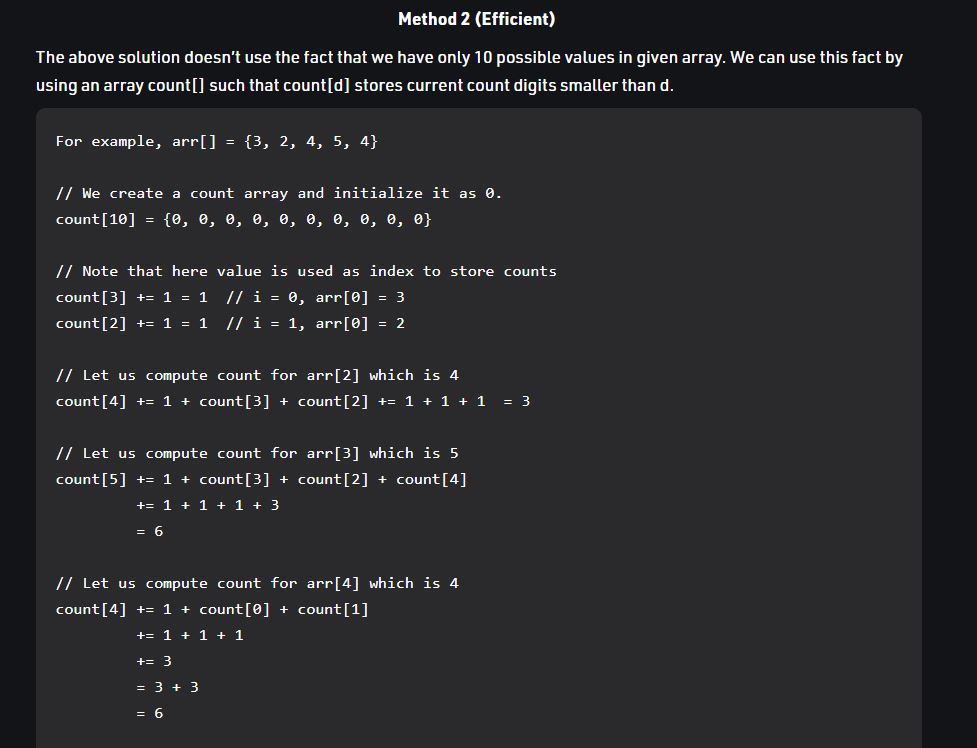 Method 2 (Efficient)
The above solution doesn't use the fact that we have only 10 possible values in given array. We can use this fact by
using an array count[] such that count[d] stores current count digits smaller than d.
For example, arr[] = {3, 2, 4, 5, 4}
// We create a count array and initialize it as 0.
count[10] = {0, 0, 0, 0, 0, 0, 0, 0, 0, 0}
// Note that here value is used as index to store counts
count[3] += 1 = 1  // i = 0, arr[0] = 3
count[2] += 1 = 1  // i = 1, arr[0] = 2
// Let us compute count for arr[2] which is 4
count[4] += 1 + count[3] + count[2] += 1 + 1 + 1  = 3
// Let us compute count for arr[3] which is 5
count[5] += 1 + count[3] + count[2] + count[4]
+= 1 + 1 + 1 + 3
= 6
// Let us compute count for arr[4] which is 4
count[4] += 1 + count[0] + count[1]
+= 1 + 1 + 1
+= 3
= 3 + 3
= 6